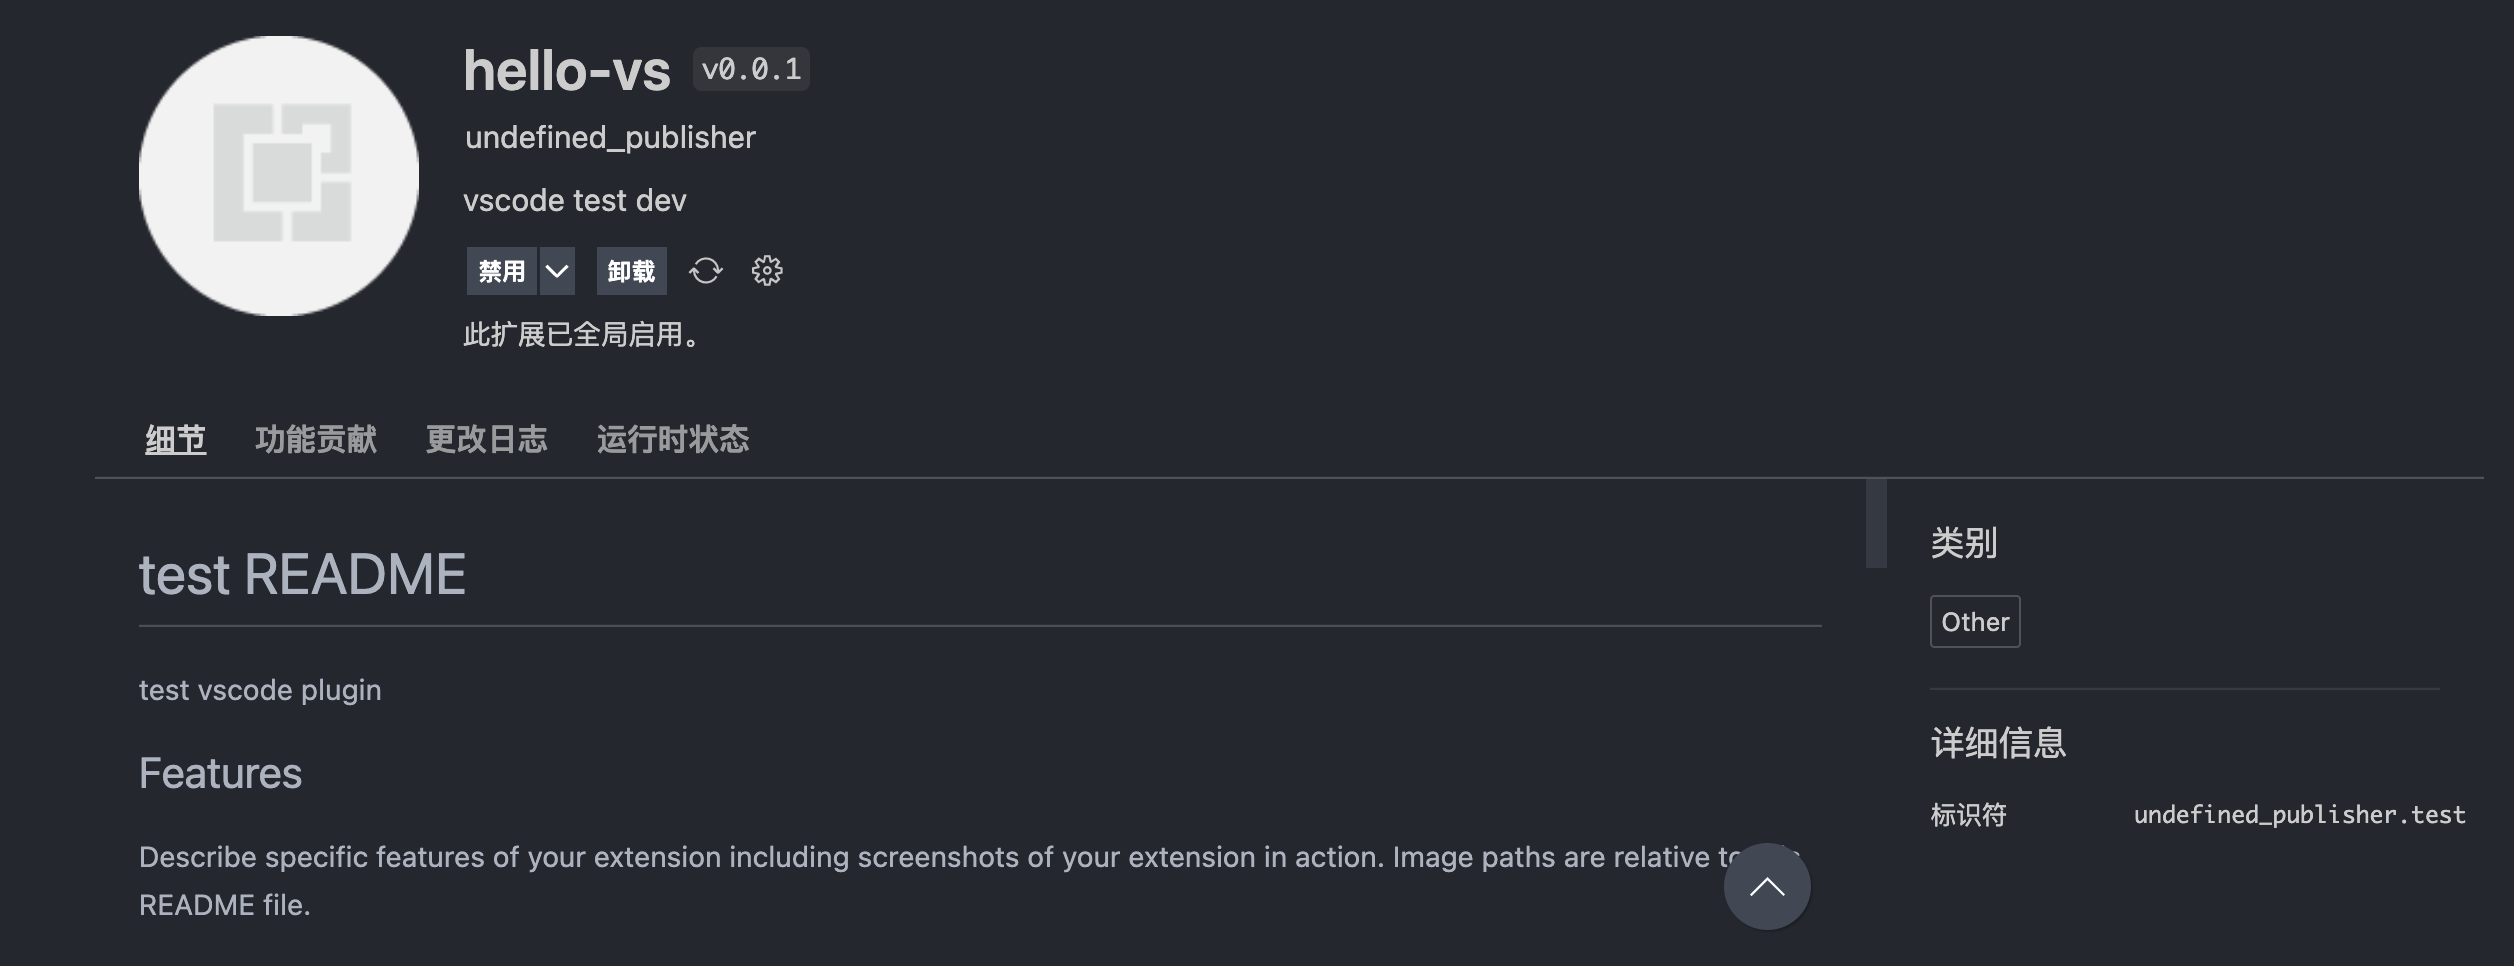 hello-vs v0.0.1
undefined_publisher
vscode test dev
禁用 卸载
此扩展已全局启用。
细节 功能贡献 更改日志 运行时状态
test README
test vscode plugin
Features
Describe specific features of your extension including screenshots of your extension in action. Image paths are relative
README file.
类别
Other
详细信息
标识符 undefined_publisher.test